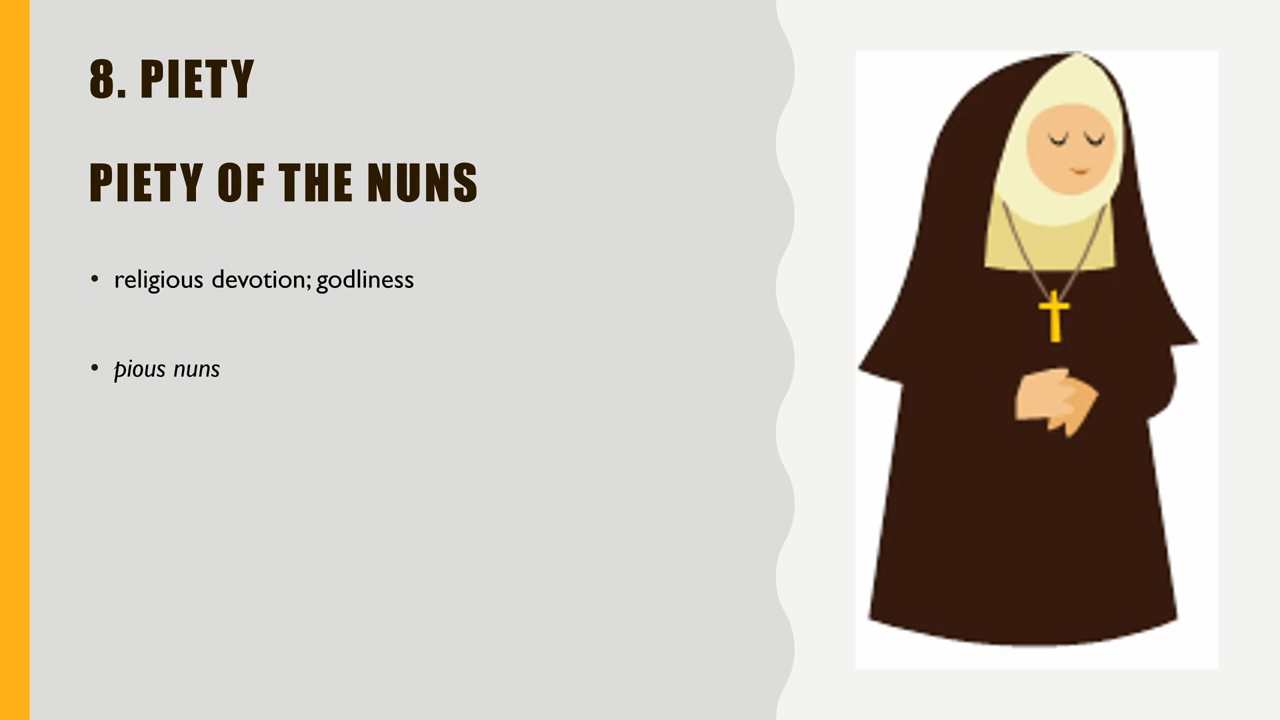 8. PIETY
PIETY OF THE NUNS
• religious devotion; godliness
• pious nuns